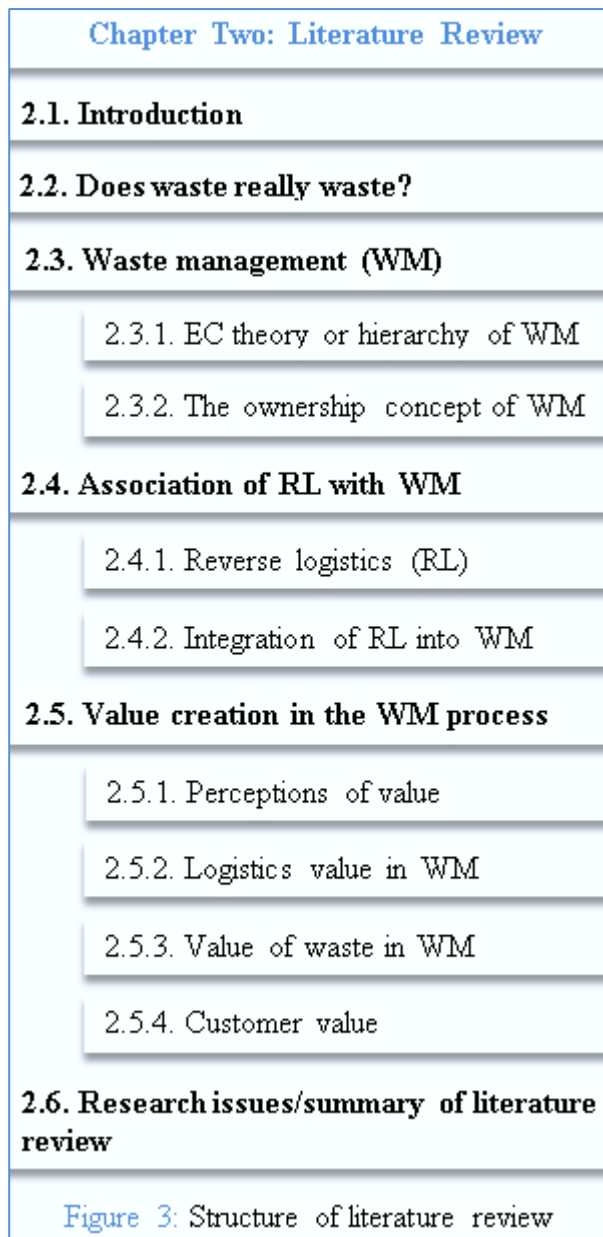 Chapter Two: Literature Review
2.1. Introduction
2.2. Does waste really waste?
2.3. Waste management (WM)
2.3.1. EC theory or hierarchy of WM
2.3.2. The ownership concept of WM
2.4. Association of RL with WM
2.4.1. Reverse logistics (RL)
2.4.2. Integration of RL into WM
2.5. Value creation in the WM process
2.5.1. Perceptions of value
2.5.2. Logistics value in WM
2.5.3. Value of waste in WM
2.5.4. Customer value
2.6. Research issues/summary of literature
review
Figure 3: Structure of literature review